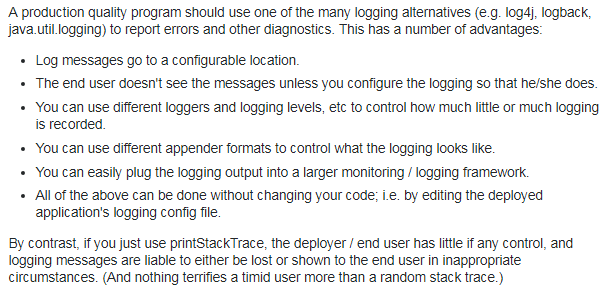 A production quality program should use one of the many logging alternatives (e.g. log4j, logback,
java.util.logging) to report errors and other diagnostics. This has a number of advantages:
• Log messages go to a configurable location.
• The end user doesn't see the messages unless you configure the logging so that he/she does.
• You can use different loggers and logging levels, etc to control how much little or much logging
is recorded.
• You can use different appender formats to control what the logging looks like.
• You can easily plug the logging output into a larger monitoring / logging framework.
• All of the above can be done without changing your code; i.e. by editing the deployed
application's logging config file.
By contrast, if you just use printStackTrace, the deployer / end user has little if any control, and
logging messages are liable to either be lost or shown to the end user in inappropriate
circumstances. (And nothing terrifies a timid user more than a random stack trace.)